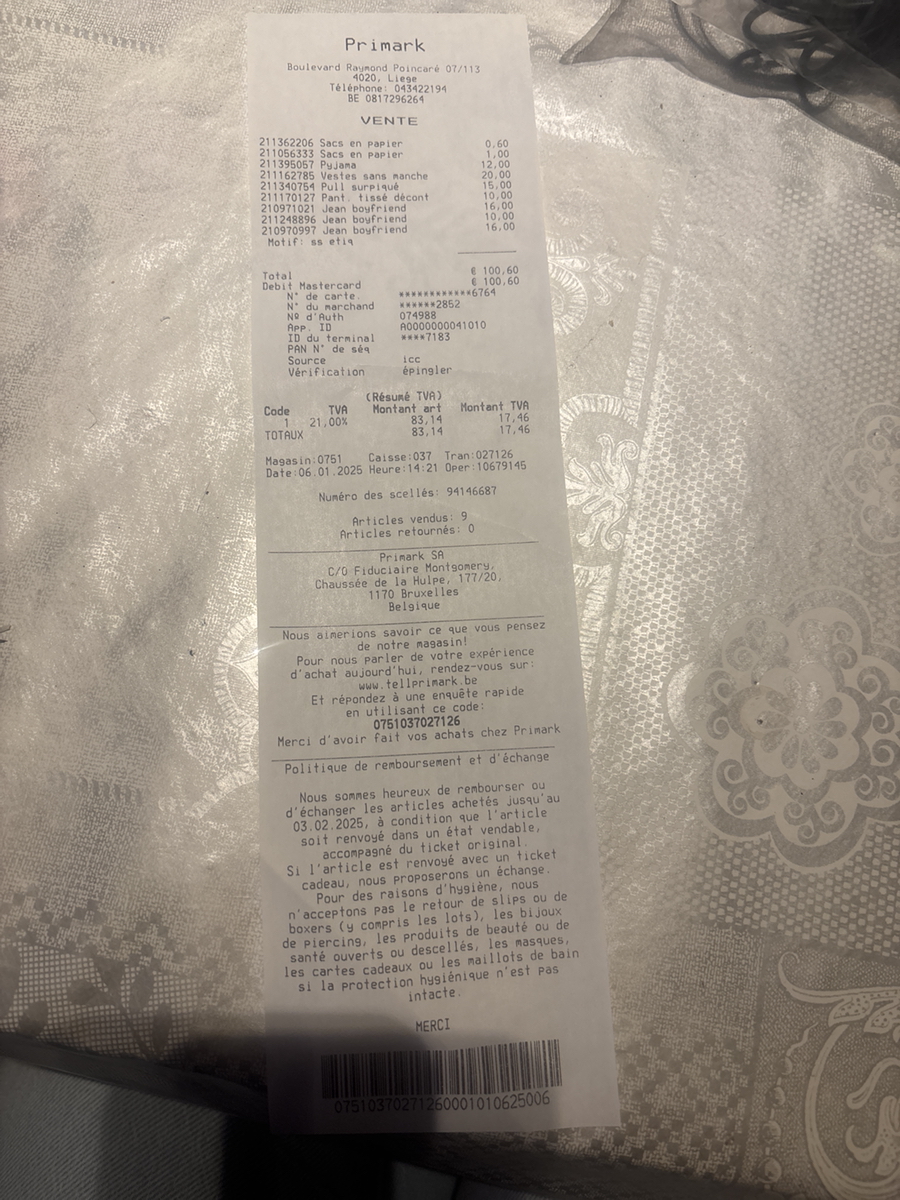 Primark
Boulevard Raymond Poincaré 07/113
4020, Liege
Téléphone: 043422194
BE 0817296264
VENTE
211362206 Sacs en papier 0,60
211056333 Sacs en papier 1,00
211395057 Pyjama 12,00
211162785 Vestes sans manche 20,00
211340754 Pull surpiqué 15,00
211170127 Pant. tissé décont 10,00
210971021 Jean boyfriend 16,00
211248896 Jean boyfriend 10,00
210970997 Jean boyfriend 16,00
Motif: ss etiq
Total € 100,60
Debit Mastercard € 100,60
N° de carte. ************6764
N° du marchand ******2852
Nº d'Auth 074988
App. ID A0000000041010
ID du terminal ****7183
PAN N° de séq
Source icc
Vérification épingler
(Résumé TVA)
Code TVA Montant art Montant TVA
1 21,00% 83,14 17,46
TOTAUX 83,14 17,46
Magasin:0751 Caisse:037 Tran:027126
Date:06.01.2025 Heure:14:21 Oper:10679145
Numéro des scellés: 94146687
Articles vendus: 9
Articles retournés: 0
Primark SA
C/O Fiduciaire Montgomery,
Chaussée de la Hulpe, 177/20,
1170 Bruxelles
Belgique
Nous aimerions savoir ce que vous pensez
de notre magasin!
Pour nous parler de votre expérience
d'achat aujourd'hui, rendez-vous sur:
www.tellprimark.be
Et répondez à une enquête rapide
en utilisant ce code:
0751037027126
Merci d'avoir fait vos achats chez Primark
Politique de remboursement et d'échange
Nous sommes heureux de rembourser ou
d'échanger les articles achetés jusqu'au
03.02.2025, à condition que l'article
soit renvoyé dans un état vendable,
accompagné du ticket original.
Si l'article est renvoyé avec un ticket
cadeau, nous proposerons un échange.
Pour des raisons d'hygiène, nous
n'acceptons pas le retour de slips ou de
boxers (y compris les lots), les bijoux
de piercing, les produits de beauté ou de
santé ouverts ou descellés, les masques,
les cartes cadeaux ou les maillots de bain
si la protection hygiénique n'est pas
intacte.
MERCI
0751037027126000101062​5006